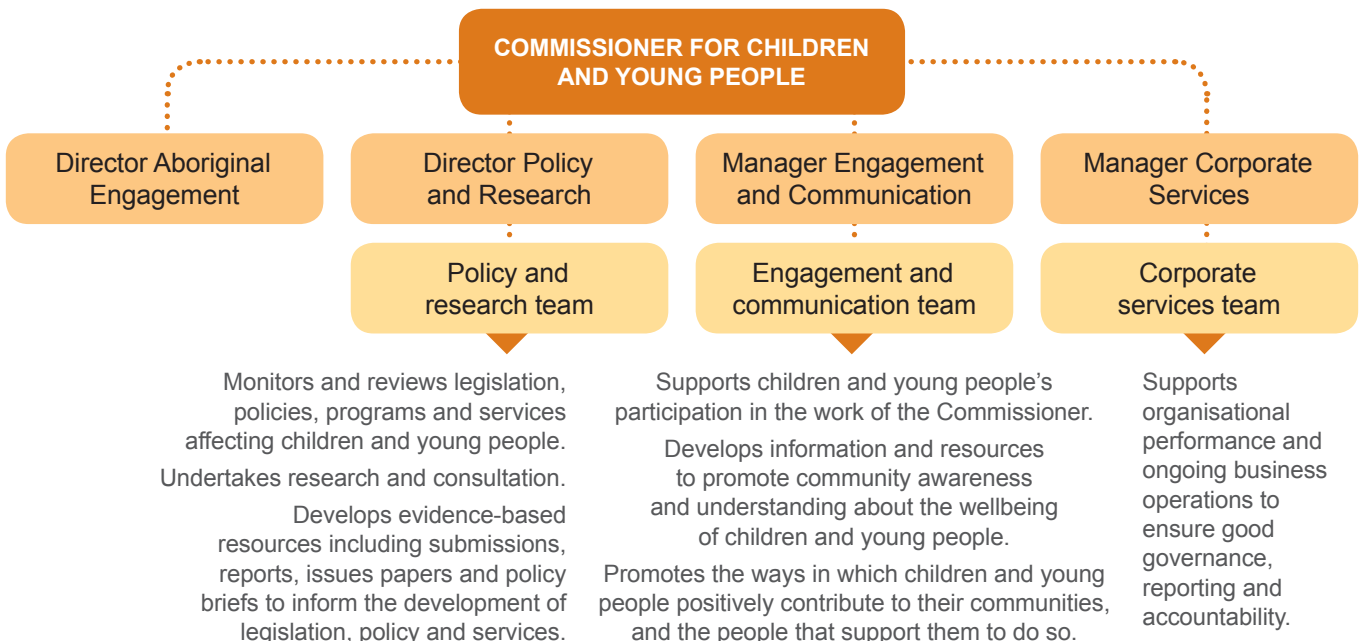 COMMISSIONER FOR CHILDREN
AND YOUNG PEOPLE
Director Aboriginal
Engagement
Director Policy
and Research
Manager Engagement
and Communication
Manager Corporate
Services
Policy and
research team
Engagement and
communication team
Corporate
services team
Monitors and reviews legislation,
policies, programs and services
affecting children and young people.
Undertakes research and consultation.
Develops evidence-based
resources including submissions,
reports, issues papers and policy
briefs to inform the development of
legislation, policy and services.
Supports children and young people’s
participation in the work of the Commissioner.
Develops information and resources
to promote community awareness
and understanding about the wellbeing
of children and young people.
Promotes the ways in which children and young
people positively contribute to their communities,
and the people that support them to do so.
Supports
organisational
performance and
ongoing business
operations to
ensure good
governance,
reporting and
accountability.